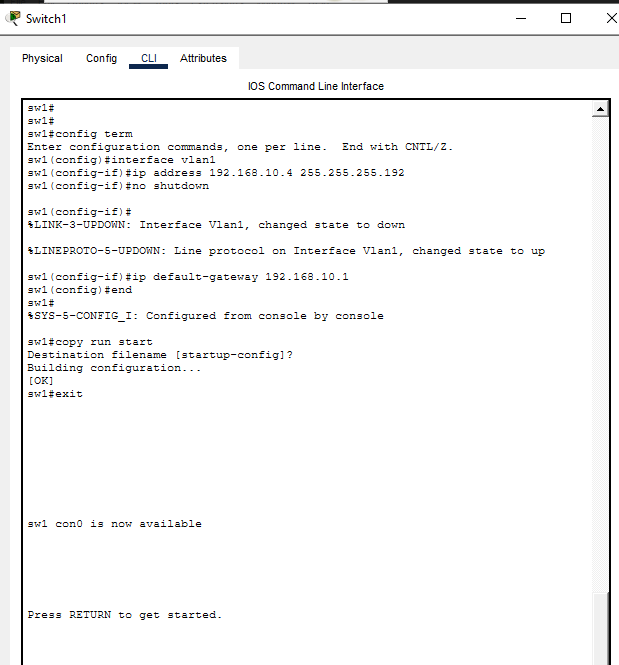 Switch1
Physical Config CLI Attributes
IOS Command Line Interface
sw1#
sw1#
sw1#config term
Enter configuration commands, one per line.  End with CNTL/Z.
sw1(config)#interface vlan1
sw1(config-if)#ip address 192.168.10.4 255.255.255.192
sw1(config-if)#no shutdown
sw1(config-if)#
%LINK-3-UPDOWN: Interface Vlan1, changed state to down
%LINEPROTO-5-UPDOWN: Line protocol on Interface Vlan1, changed state to up
sw1(config-if)#ip default-gateway 192.168.10.1
sw1(config)#end
sw1#
%SYS-5-CONFIG_I: Configured from console by console
sw1#copy run start
Destination filename [startup-config]?
Building configuration...
[OK]
sw1#exit
sw1 con0 is now available
Press RETURN to get started.